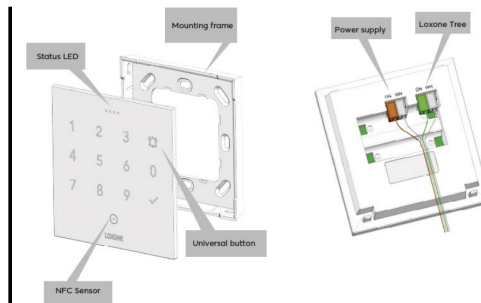 Mounting frame
Status LED
1 2 3
4 5 6 0
7 8 9
LOXONE
Universal button
NFC Sensor
Power supply
Loxone Tree
OG WH
GN WH